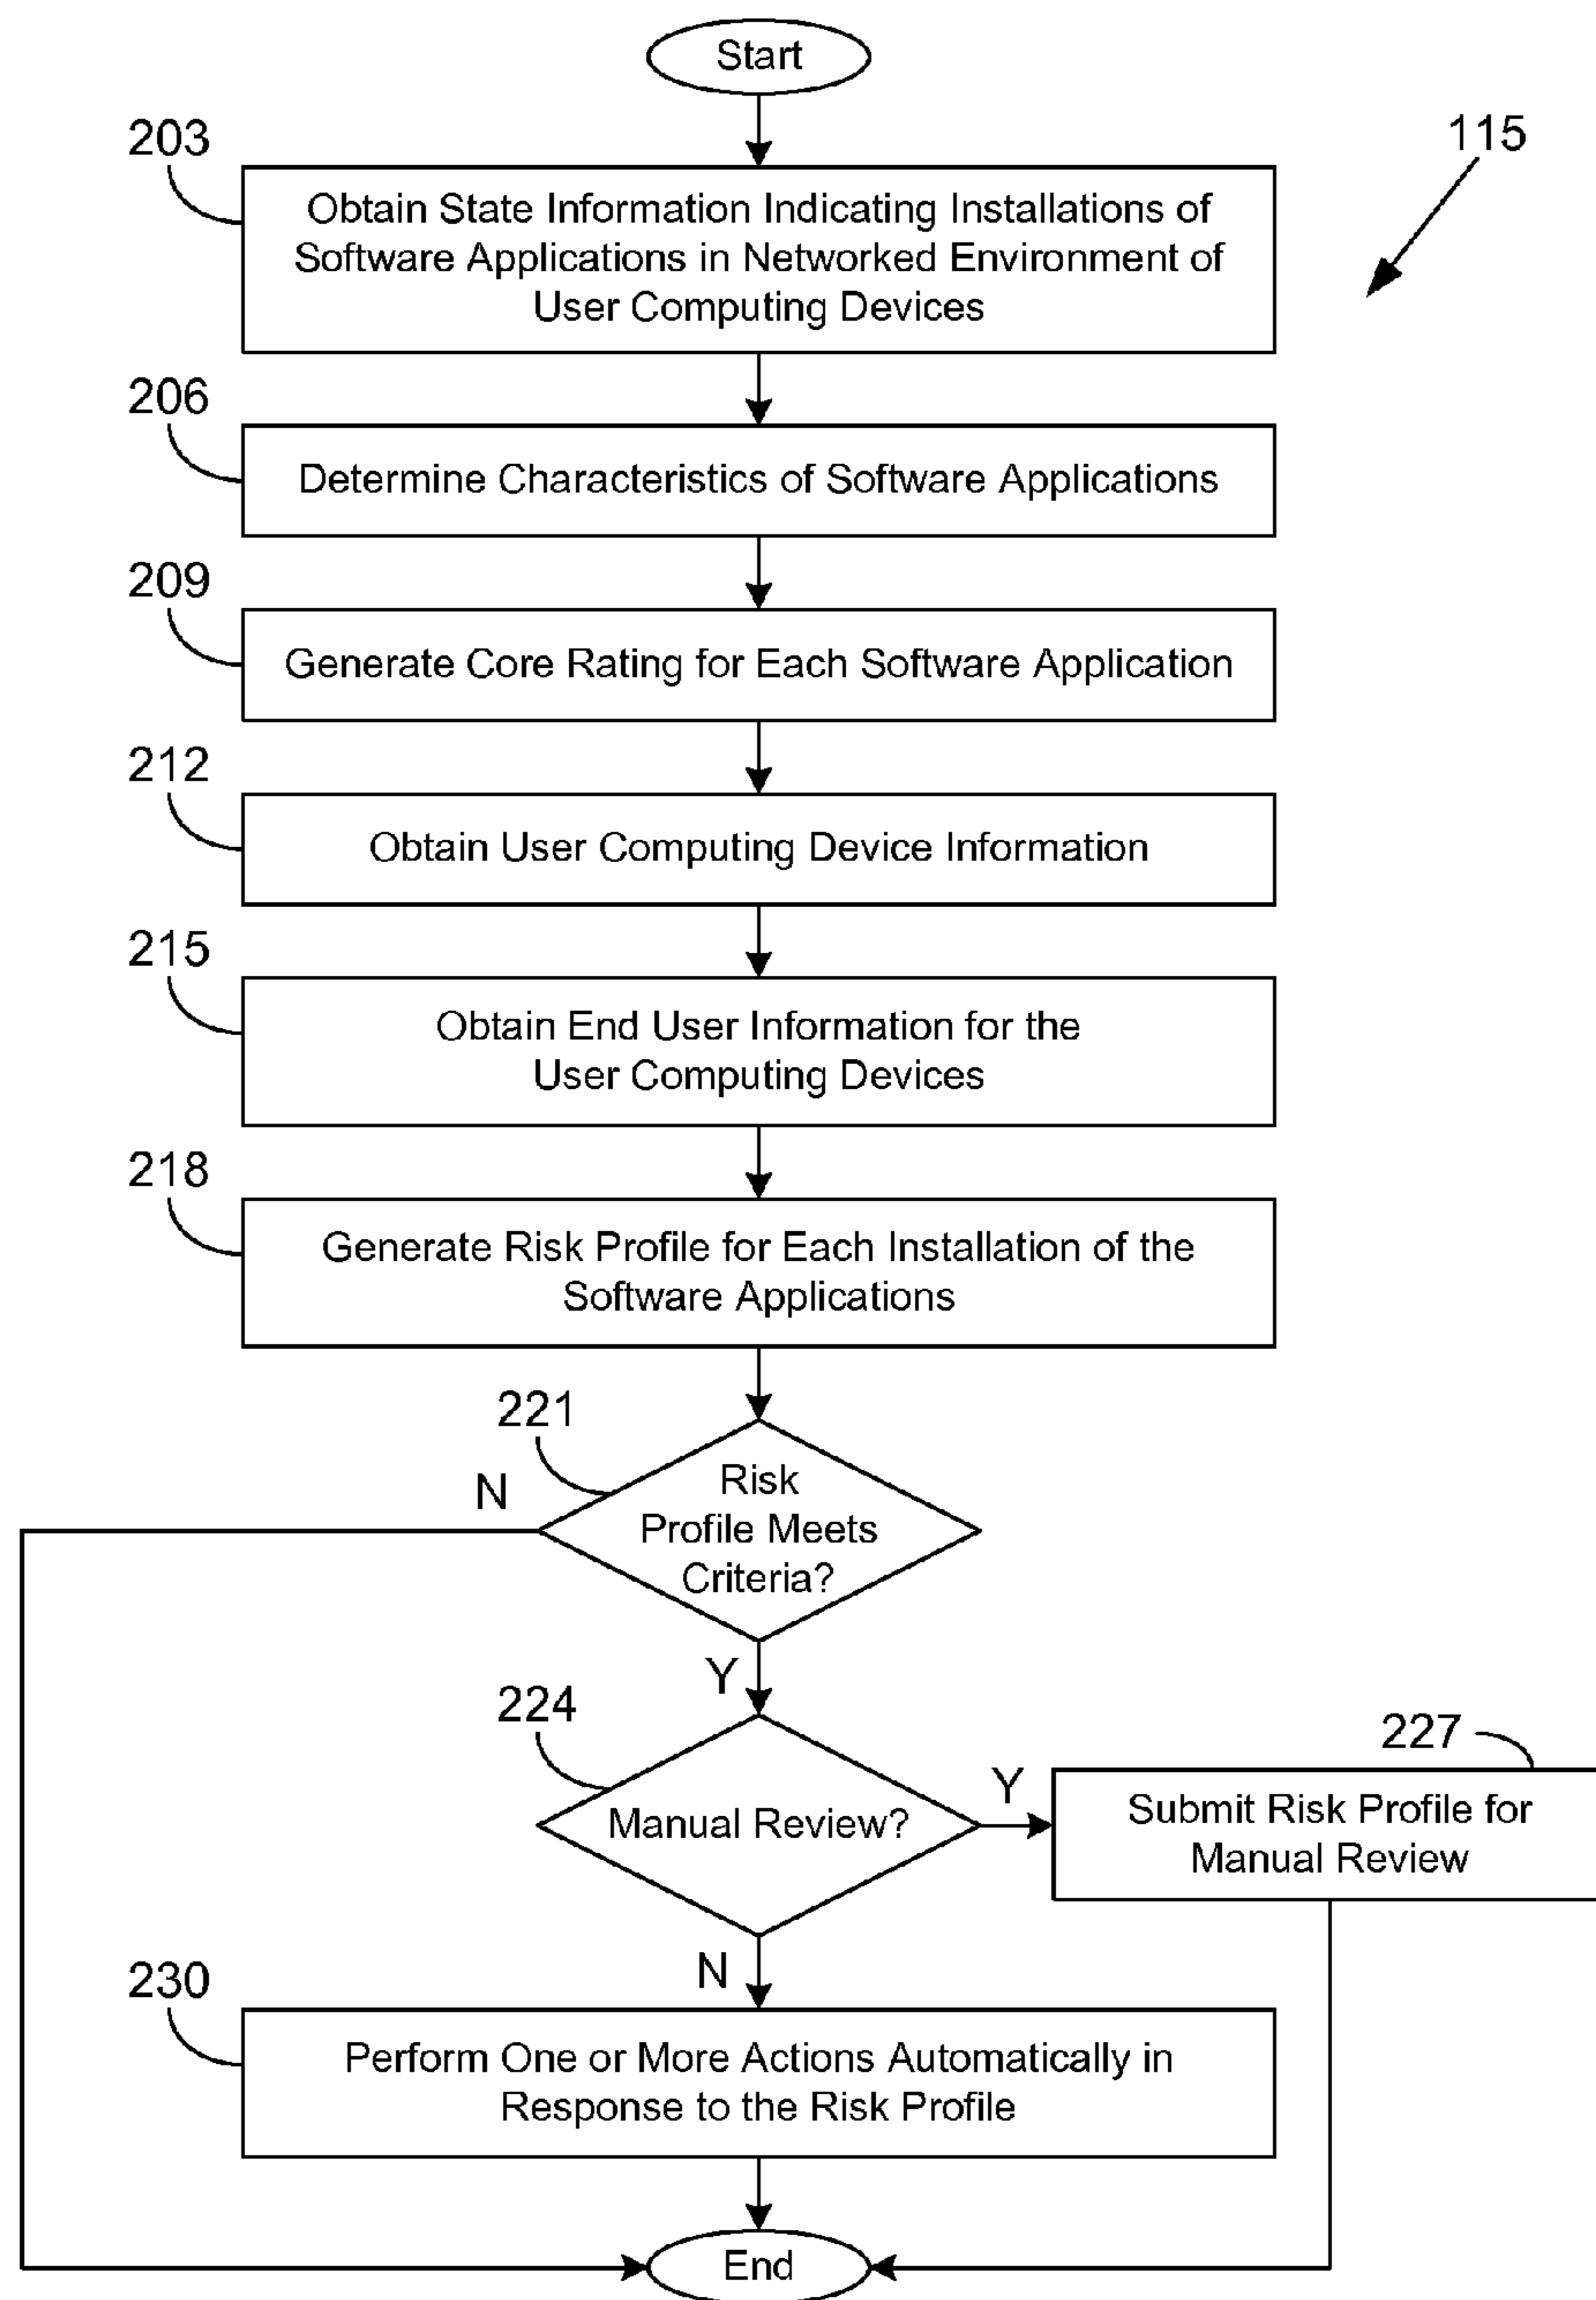 Start
203
115
Obtain State Information Indicating Installations of
Software Applications in Networked Environment of
User Computing Devices
206
Determine Characteristics of Software Applications
209
Generate Core Rating for Each Software Application
212
Obtain User Computing Device Information
215
Obtain End User Information for the
User Computing Devices
218
Generate Risk Profile for Each Installation of the
Software Applications
221
N
Risk
Profile Meets
Criteria?
Y
224
227
Manual Review?
Y
Submit Risk Profile for
Manual Review
N
230
Perform One or More Actions Automatically in
Response to the Risk Profile
End